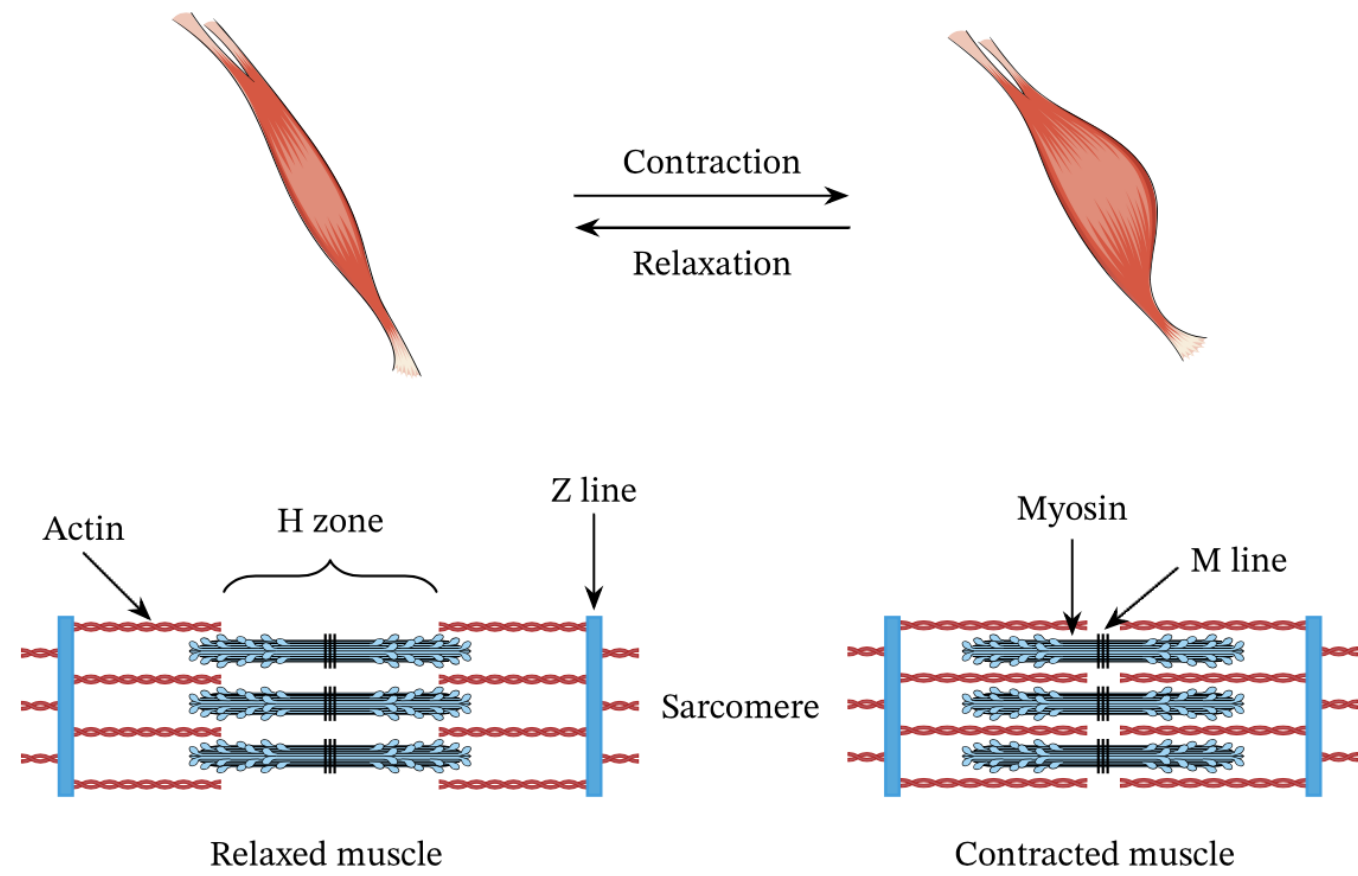 Contraction
Relaxation
Z line
H zone
Actin
Myosin
M line
Sarcomere
Relaxed muscle
Contracted muscle